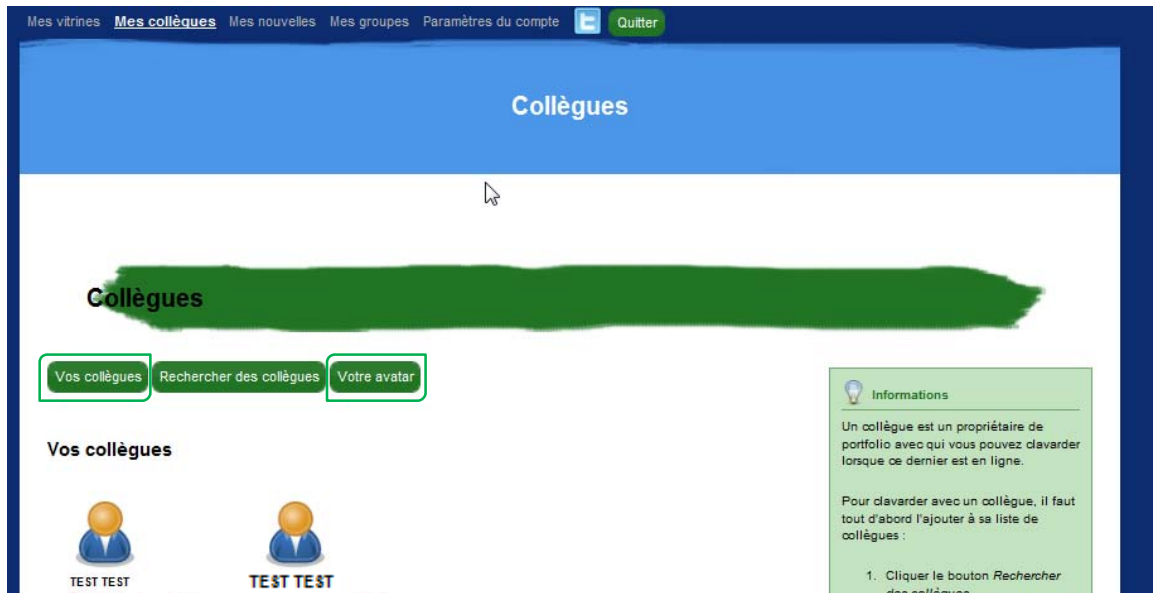 Mes vitrines Mes collègues Mes nouvelles Mes groupes Paramètres du compte Quitter
Collègues
Collègues
Vos collègues Rechercher des collègues Votre avatar
Vos collègues
TEST TEST
TEST TEST
Informations
Un collègue est un propriétaire de
portfolio avec qui vous pouvez clavarder
lorsque ce dernier est en ligne.
Pour clavarder avec un collègue, il faut
tout d'abord l'ajouter à sa liste de
collègues :
1. Cliquer le bouton Rechercher
des collègues